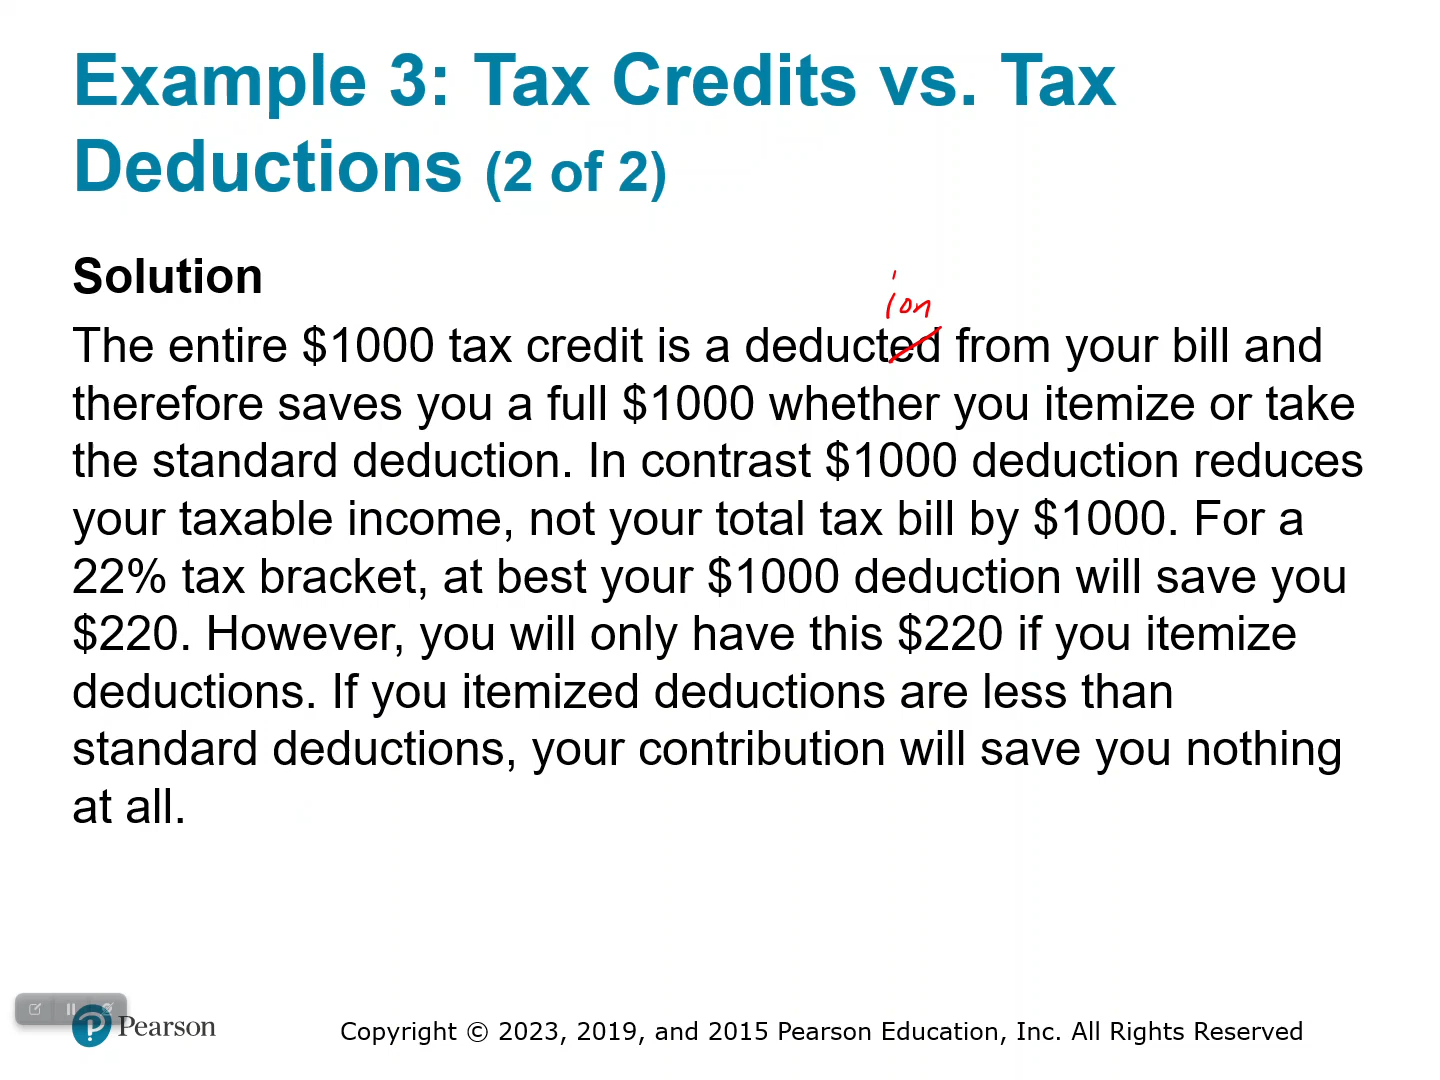 Example 3: Tax Credits vs. Tax
Deductions (2 of 2)
Solution
ion
The entire $1000 tax credit is a deducted from your bill and
therefore saves you a full $1000 whether you itemize or take
the standard deduction. In contrast $1000 deduction reduces
your taxable income, not your total tax bill by $1000. For a
22% tax bracket, at best your $1000 deduction will save you
$220. However, you will only have this $220 if you itemize
deductions. If you itemized deductions are less than
standard deductions, your contribution will save you nothing
at all.
Pearson
Copyright © 2023, 2019, and 2015 Pearson Education, Inc. All Rights Reserved